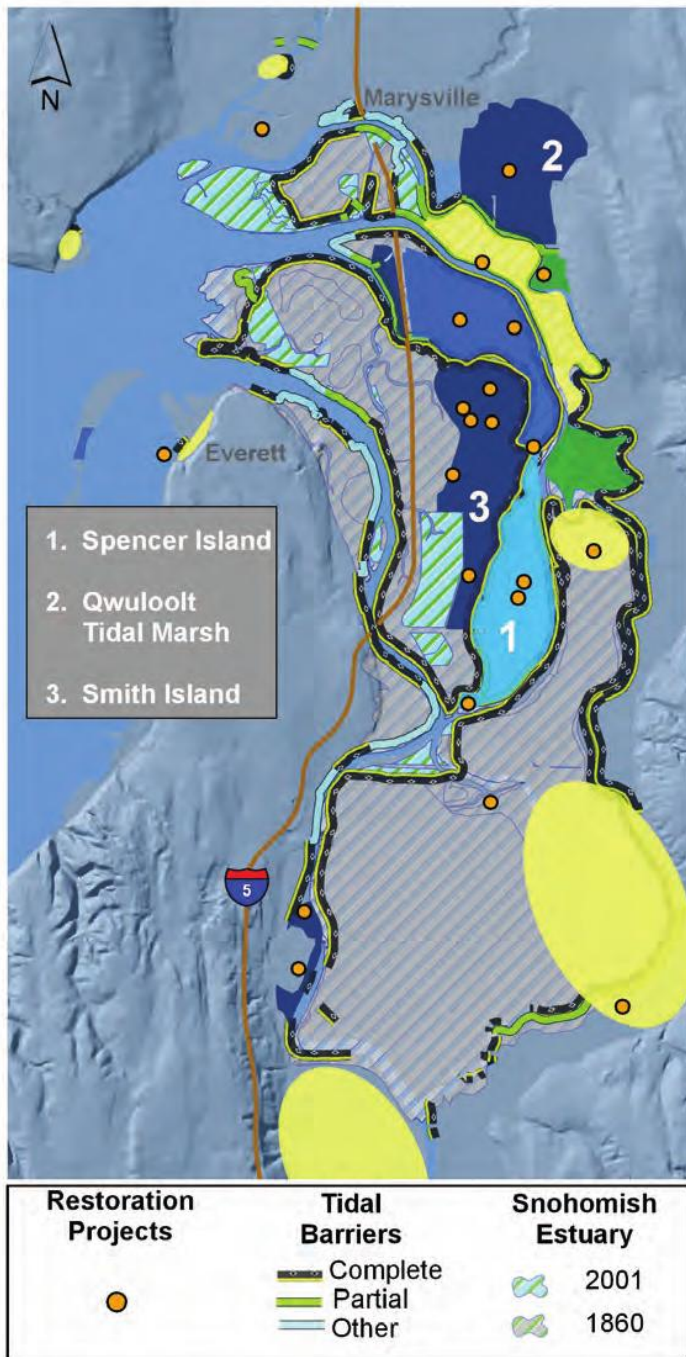 N
Marysville
2
Everett
3
1. Spencer Island
2. Qwuloolt
Tidal Marsh
3. Smith Island
1
5
Restoration
Projects
Tidal
Barriers
Complete
Partial
Other
Snohomish
Estuary
2001
1860